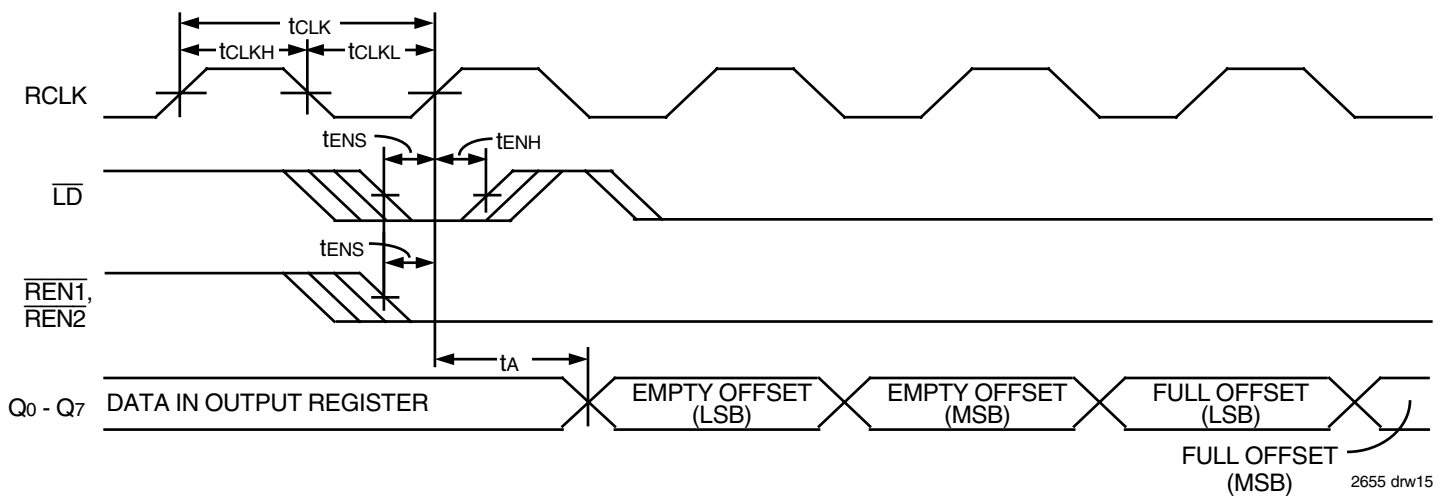 tCLK
tCLKH
tCLKL
RCLK
tENS
tENH
LD
tENS
REN1,
REN2
tA
Q0 - Q7
DATA IN OUTPUT REGISTER
EMPTY OFFSET
(LSB)
EMPTY OFFSET
(MSB)
FULL OFFSET
(LSB)
FULL OFFSET
(MSB)
2655 drw15